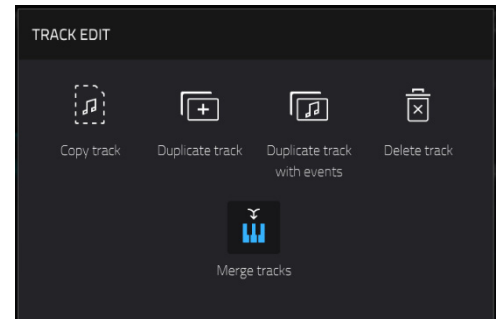 TRACK EDIT
Copy track
Duplicate track
Duplicate track
with events
Delete track
Merge tracks